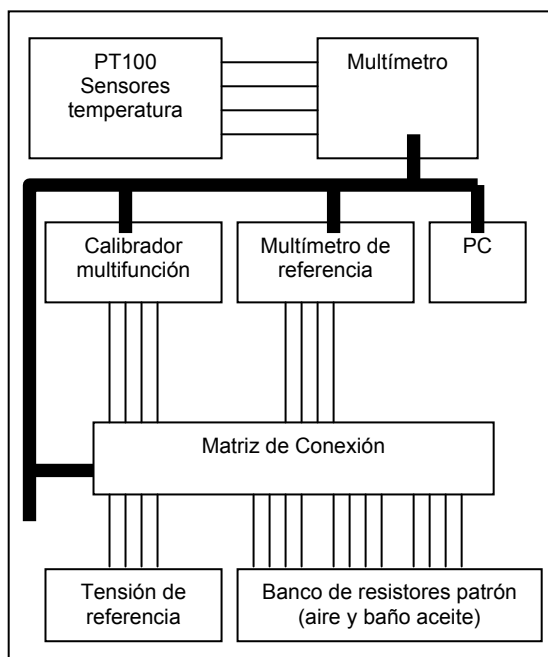 PT100
Sensores
temperatura
Multímetro
Calibrador
multifunción
Multímetro de
referencia
PC
Matriz de Conexión
Tensión de
referencia
Banco de resistores patrón
(aire y baño aceite)